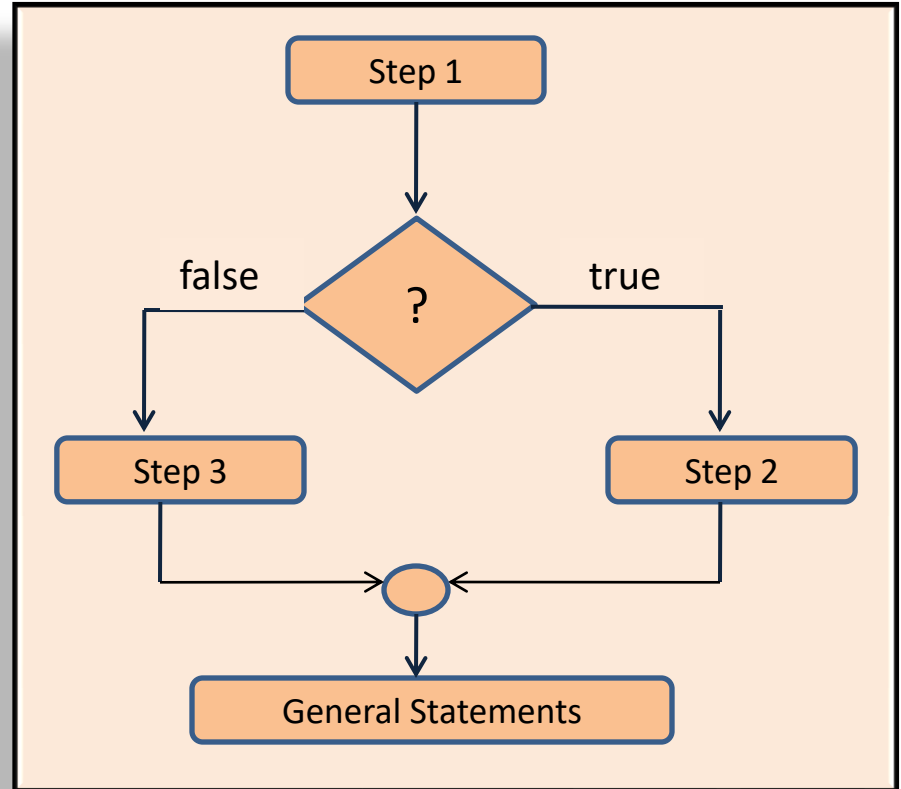 Step 1
false
true
?
Step 3
Step 2
General Statements